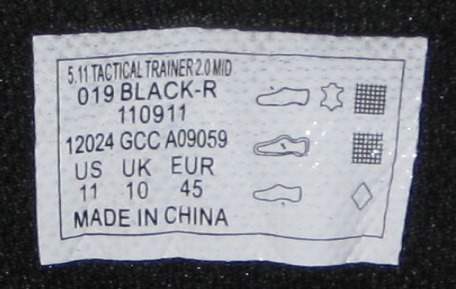 5.11 TACTICAL TRAINER 2.0 MID
019 BLACK-R
110911
12024 GCC A09059
US UK EUR
11 10 45
MADE IN CHINA